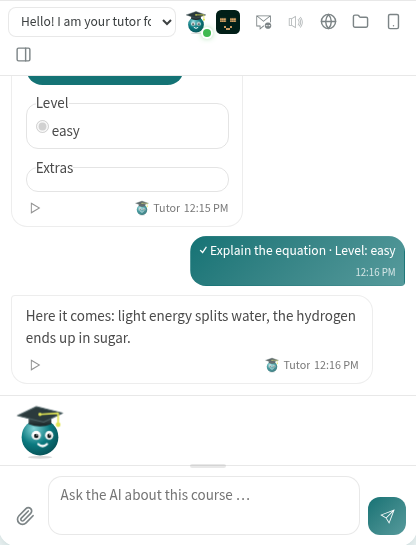 Hello! I am your tutor fo
Level
easy
Extras
Tutor 12:15 PM
✓ Explain the equation · Level: easy
12:16 PM
Here it comes: light energy splits water, the hydrogen
ends up in sugar.
Tutor 12:16 PM
Ask the AI about this course …